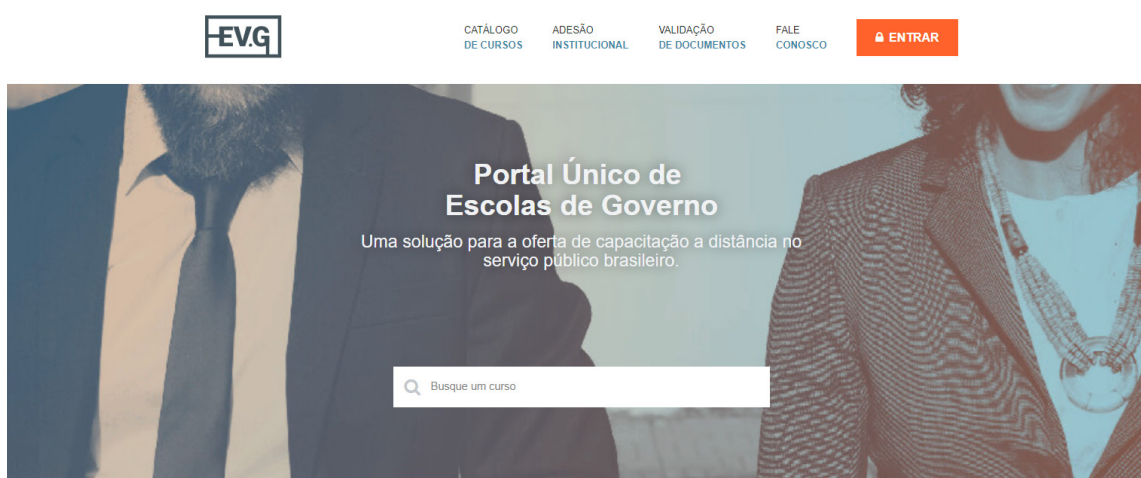 EV.G
CATÁLOGO
DE CURSOS
ADESÃO
INSTITUCIONAL
VALIDAÇÃO
DE DOCUMENTOS
FALE
CONOSCO
ENTRAR
Portal Único de
Escolas de Governo
Uma solução para a oferta de capacitação a distância no
serviço público brasileiro.
Busque um curso